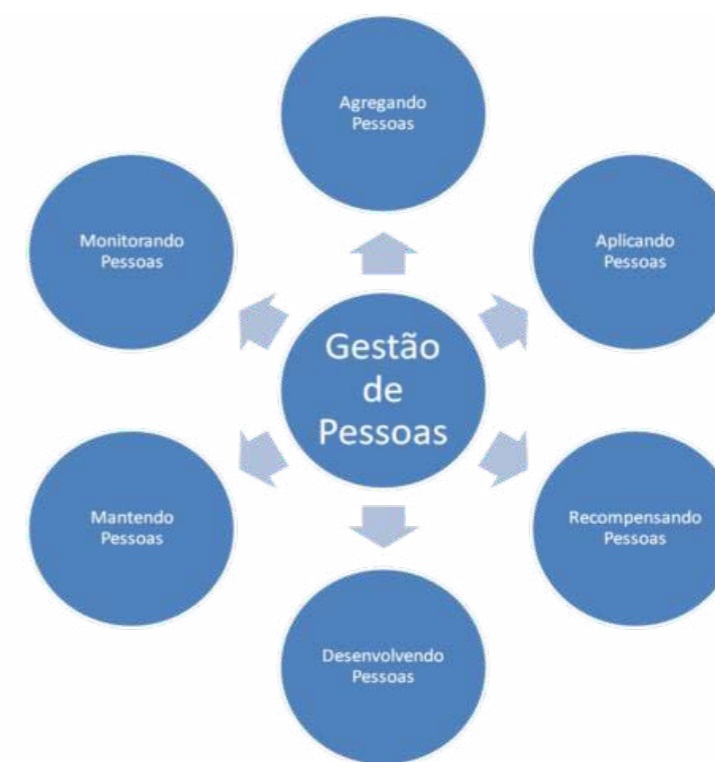 Agregando
Pessoas
Monitorando
Pessoas
Aplicando
Pessoas
Gestão
de
Pessoas
Mantendo
Pessoas
Recompensando
Pessoas
Desenvolvendo
Pessoas